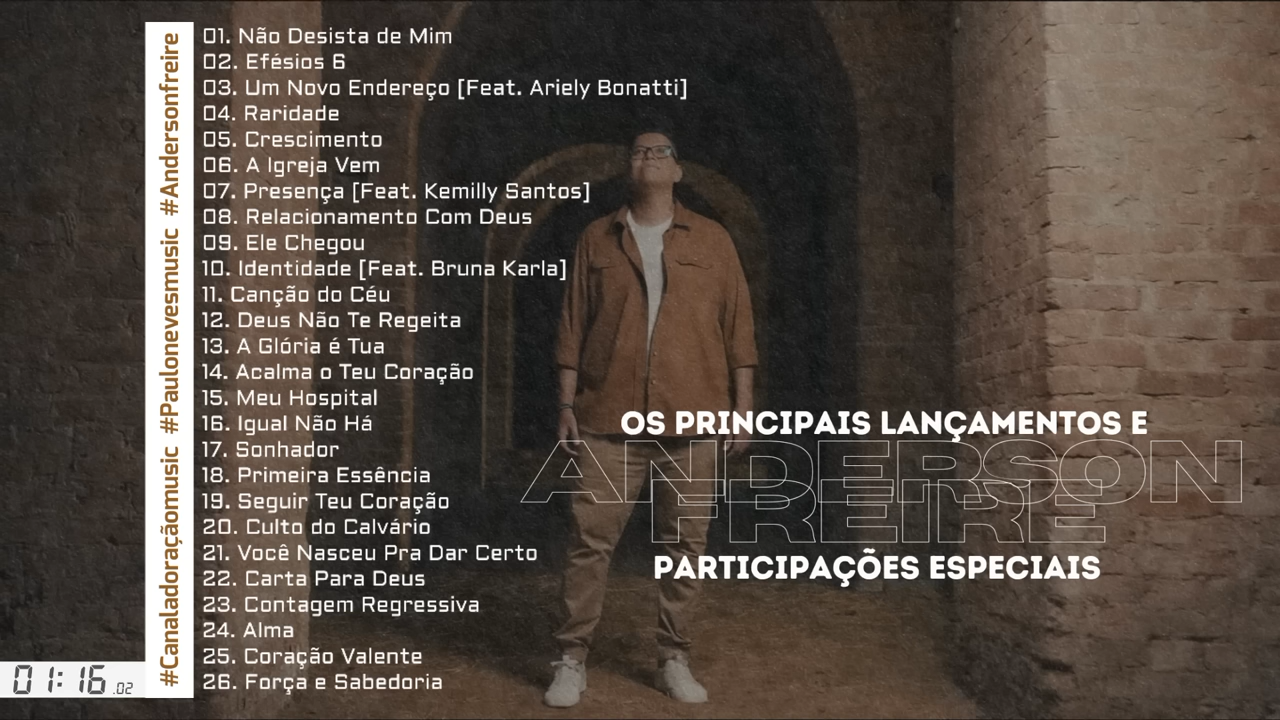 #Canaladoraçãomusic #Paulonevesmusic #Andersonfreire
01. Não Desista de Mim
02. Efésios 6
03. Um Novo Endereço [Feat. Ariely Bonatti]
04. Raridade
05. Crescimento
06. A Igreja Vem
07. Presença [Feat. Kemilly Santos]
08. Relacionamento Com Deus
09. Ele Chegou
10. Identidade [Feat. Bruna Karla]
11. Canção do Céu
12. Deus Não Te Regeita
13. A Glória é Tua
14. Acalma o Teu Coração
15. Meu Hospital
16. Igual Não Há
17. Sonhador
18. Primeira Essência
19. Seguir Teu Coração
20. Culto do Calvário
21. Você Nasceu Pra Dar Certo
22. Carta Para Deus
23. Contagem Regressiva
24. Alma
25. Coração Valente
26. Força e Sabedoria
OS PRINCIPAIS LANÇAMENTOS E
ANDERSON
FREIRE
PARTICIPAÇÕES ESPECIAIS
01:16.02